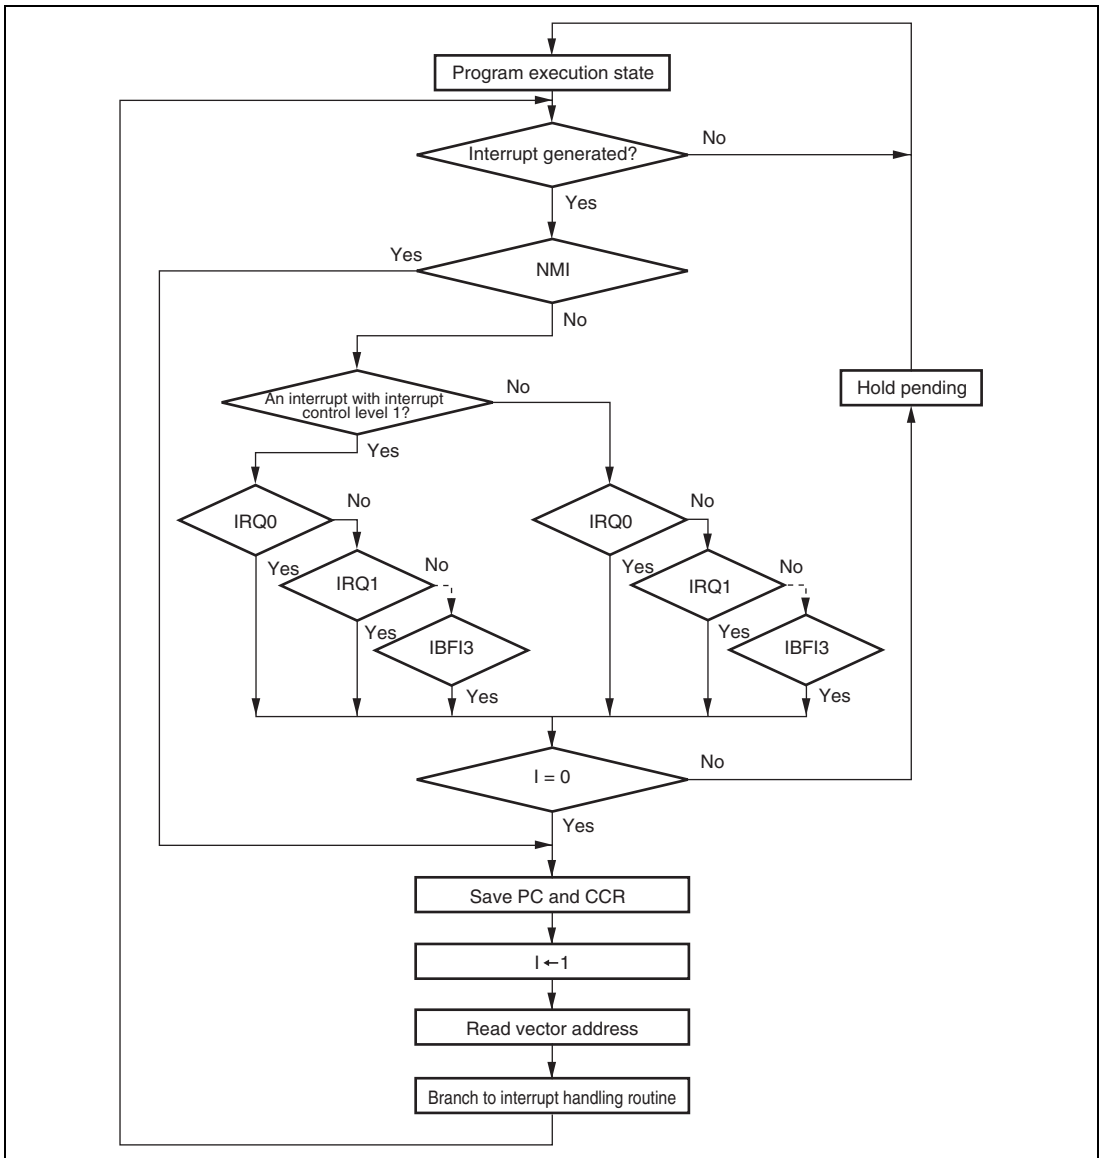 Program execution state
Interrupt generated?
No
Yes
Yes
NMI
No
Hold pending
An interrupt with interrupt
control level 1?
No
Yes
IRQ0
No
IRQ0
No
Yes
IRQ1
No
Yes
IRQ1
No
Yes
IBFI3
Yes
IBFI3
Yes
Yes
I = 0
No
Yes
Save PC and CCR
I ←1
Read vector address
Branch to interrupt handling routine